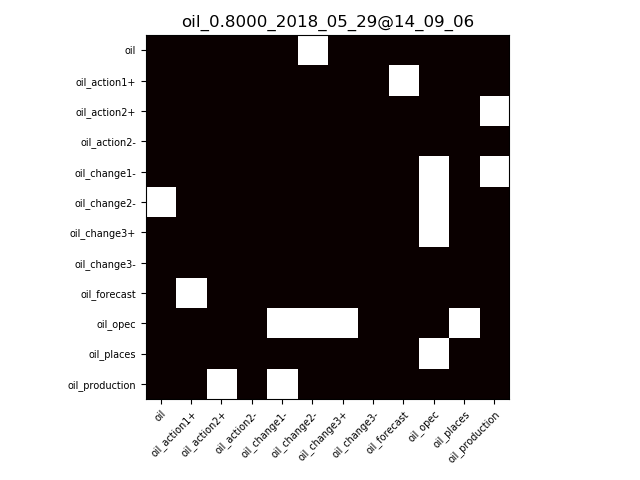 oil_0.8000_2018_05_29@14_09_06
oil
oil_action1+
oil_action2+
oil_action2-
oil_change1-
oil_change2-
oil_change3+
oil_change3-
oil_forecast
oil_opec
oil_places
oil_production
oil
oil_action1+
oil_action2+
oil_action2-
oil_change1-
oil_change2-
oil_change3+
oil_change3-
oil_forecast
oil_opec
oil_places
oil_production